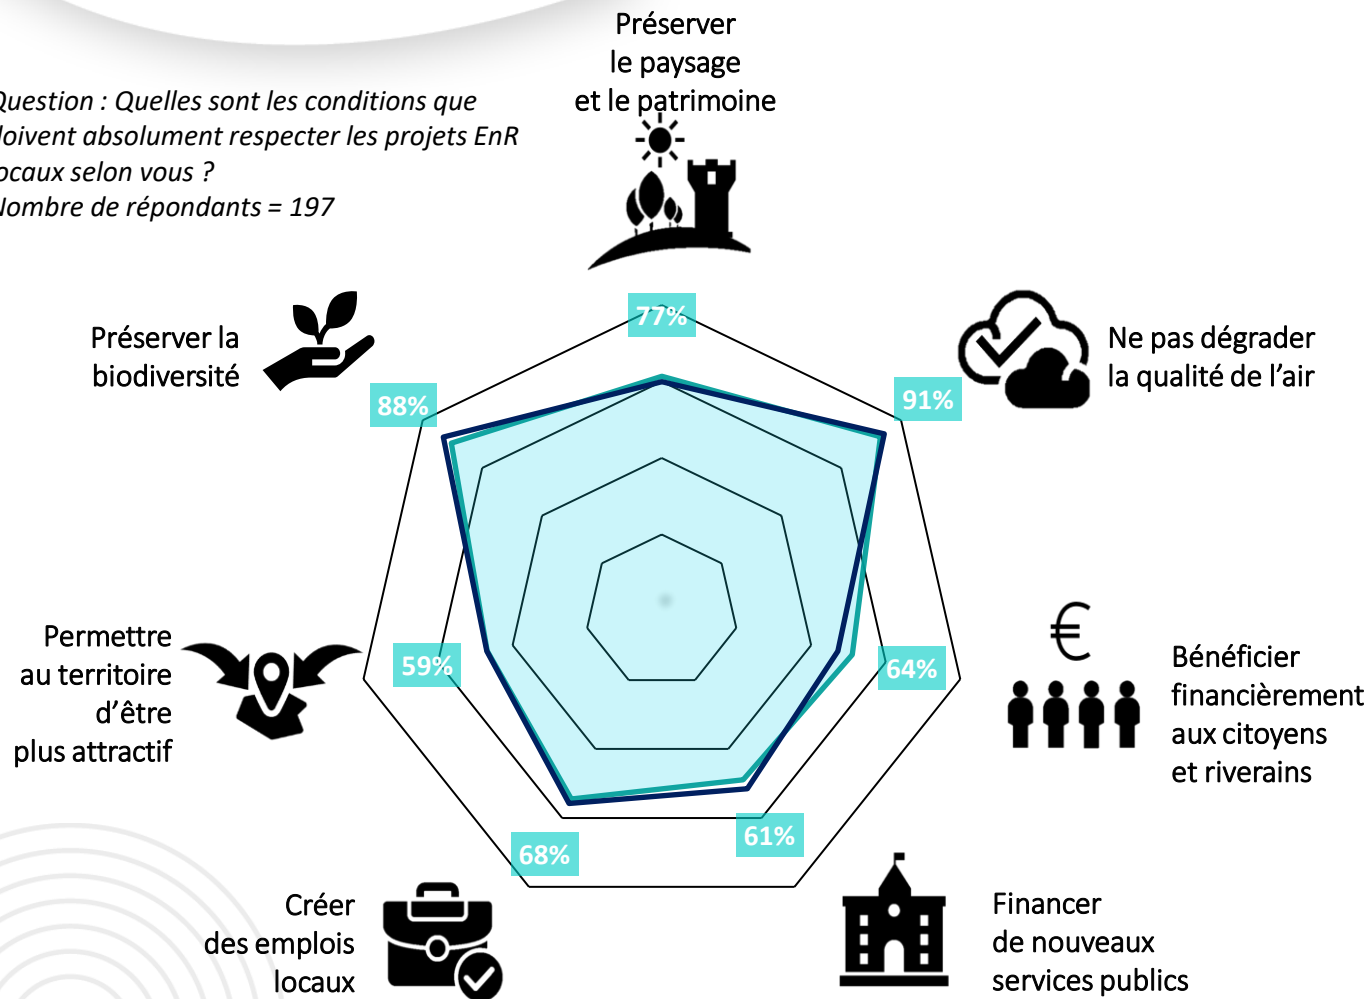 Préserver
le paysage
et le patrimoine
Question : Quelles sont les conditions que
doivent absolument respecter les projets EnR
locaux selon vous ?
Nombre de répondants = 197
77%
Préserver la
biodiversité
88%
91%
Ne pas dégrader
la qualité de l’air
Permettre
au territoire
d’être
plus attractif
59%
64%
€
Bénéficier
financièrement
aux citoyens
et riverains
68%
61%
Créer
des emplois
locaux
Financer
de nouveaux
services publics